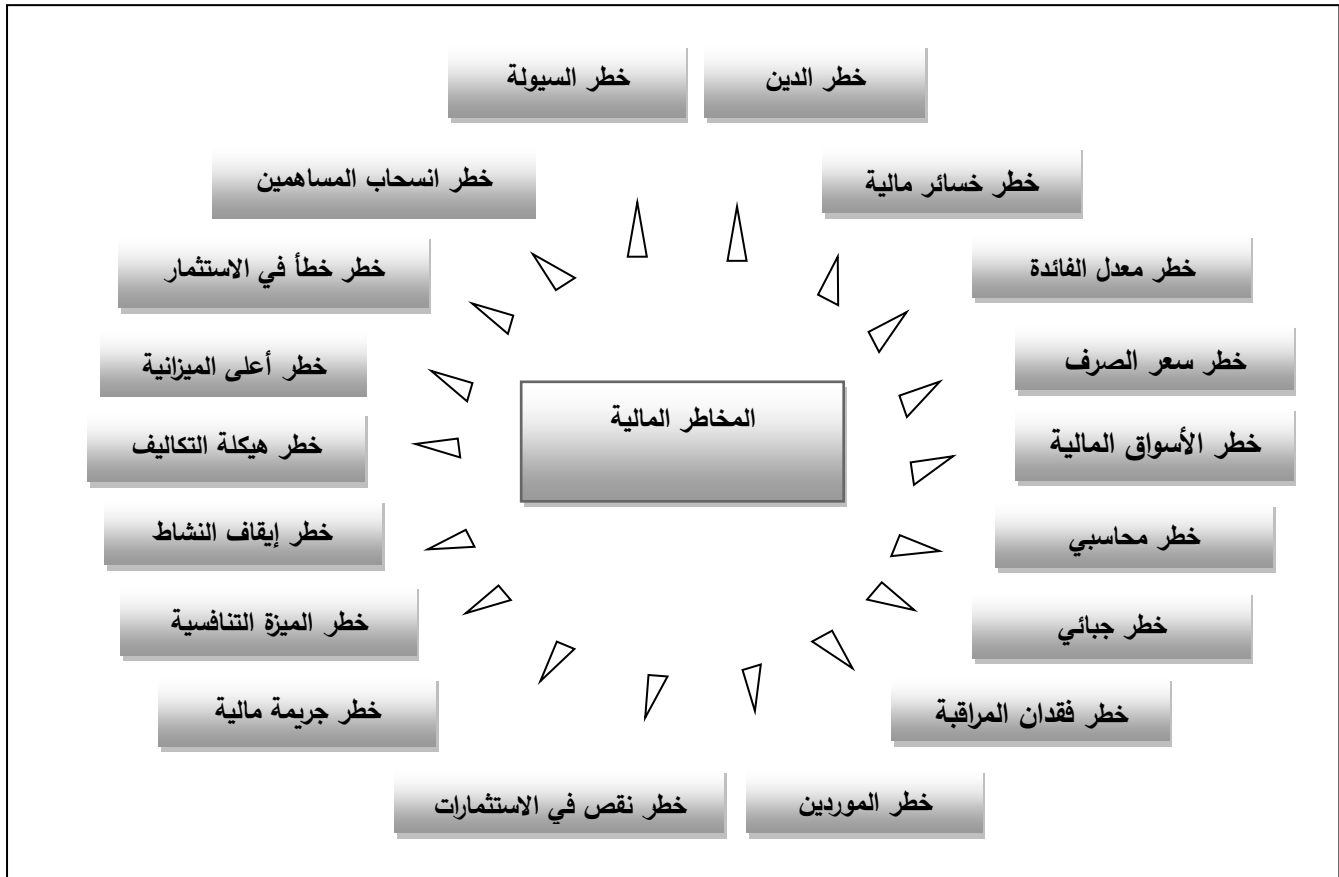 خطر الدين
خطر السيولة
خطر خسائر مالية
خطر انسحاب المساهمين
خطر معدل الفائدة
خطر خطأ في الاستثمار
خطر سعر الصرف
خطر أعلى الميزانية
المخاطر المالية
خطر الأسواق المالية
خطر هيكلة التكاليف
خطر محاسبي
خطر إيقاف النشاط
خطر جبائي
خطر الميزة التنافسية
خطر فقدان المراقبة
خطر جريمة مالية
خطر الموردين
خطر نقص في الاستثمارات